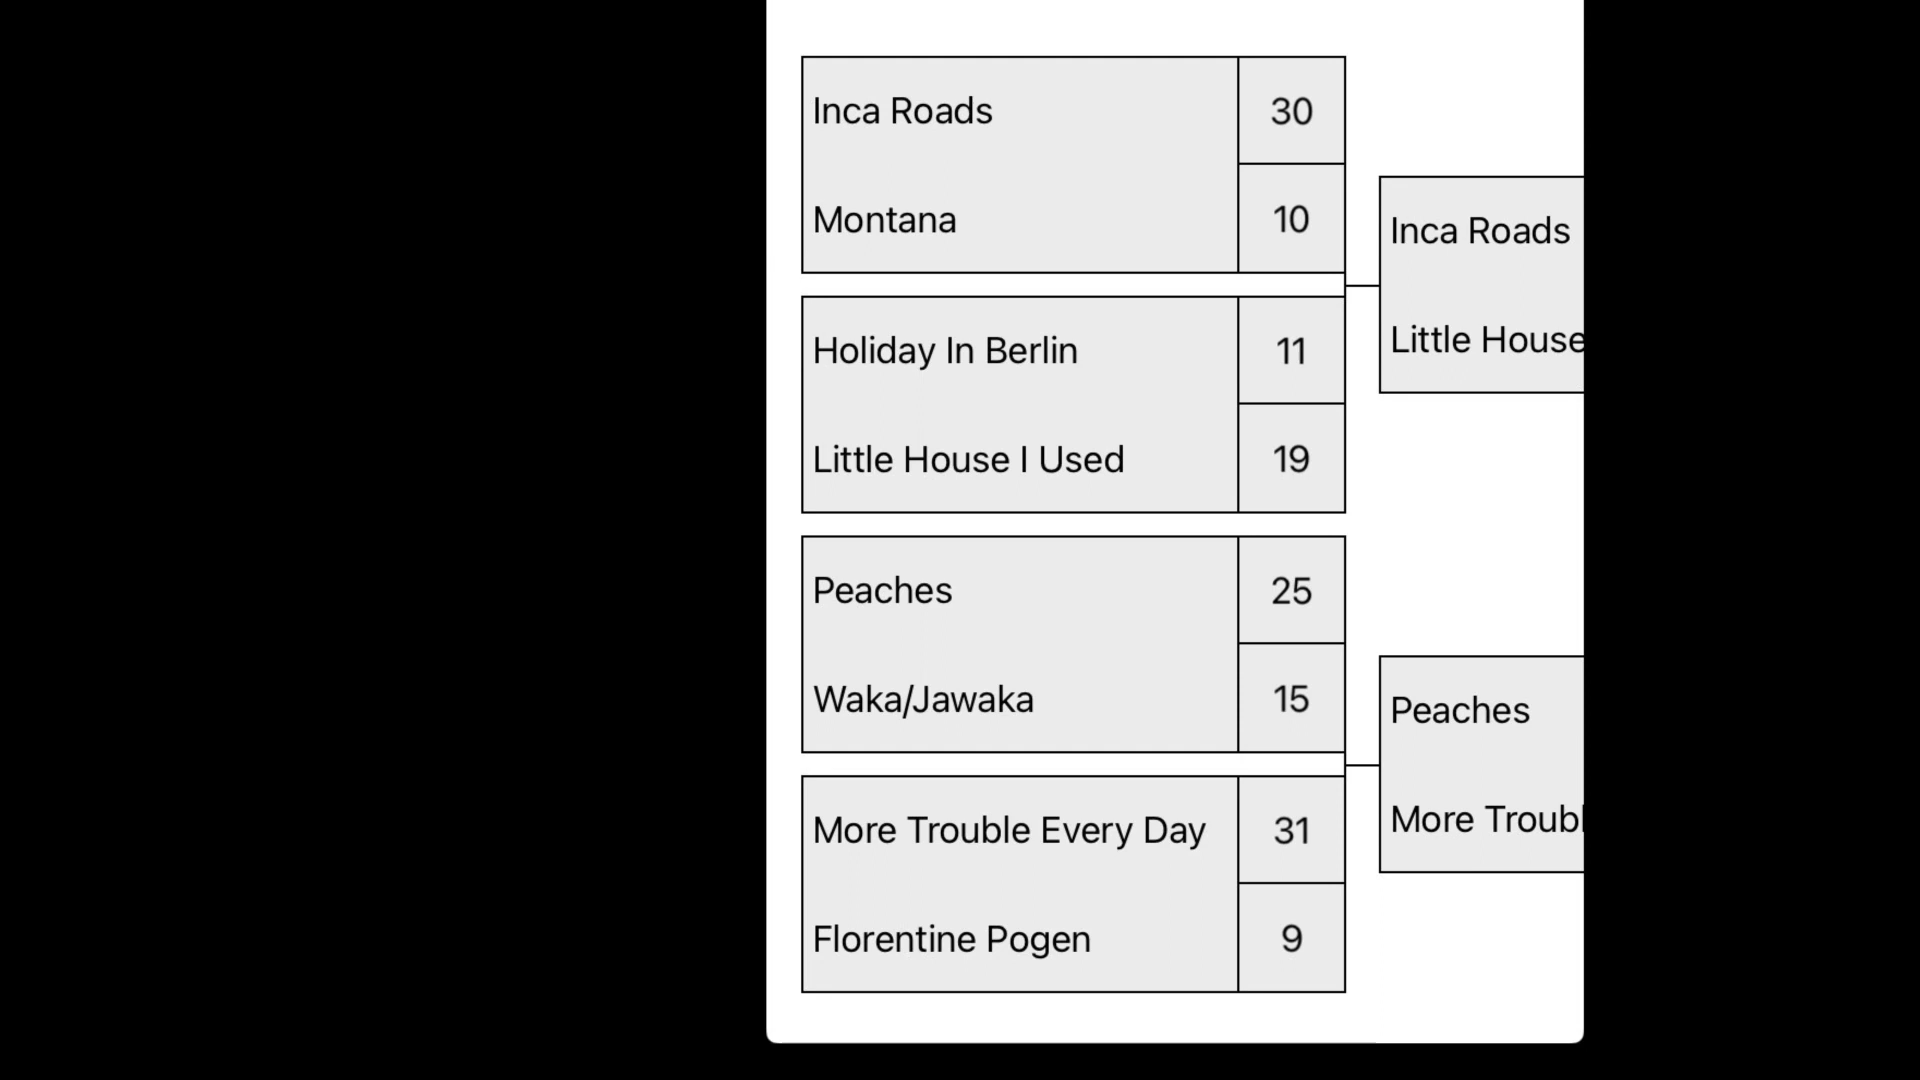 Inca Roads 30
Montana 10
Holiday In Berlin 11
Little House I Used 19
Peaches 25
Waka/Jawaka 15
More Trouble Every Day 31
Florentine Pogen 9
Inca Roads
Little House
Peaches
More